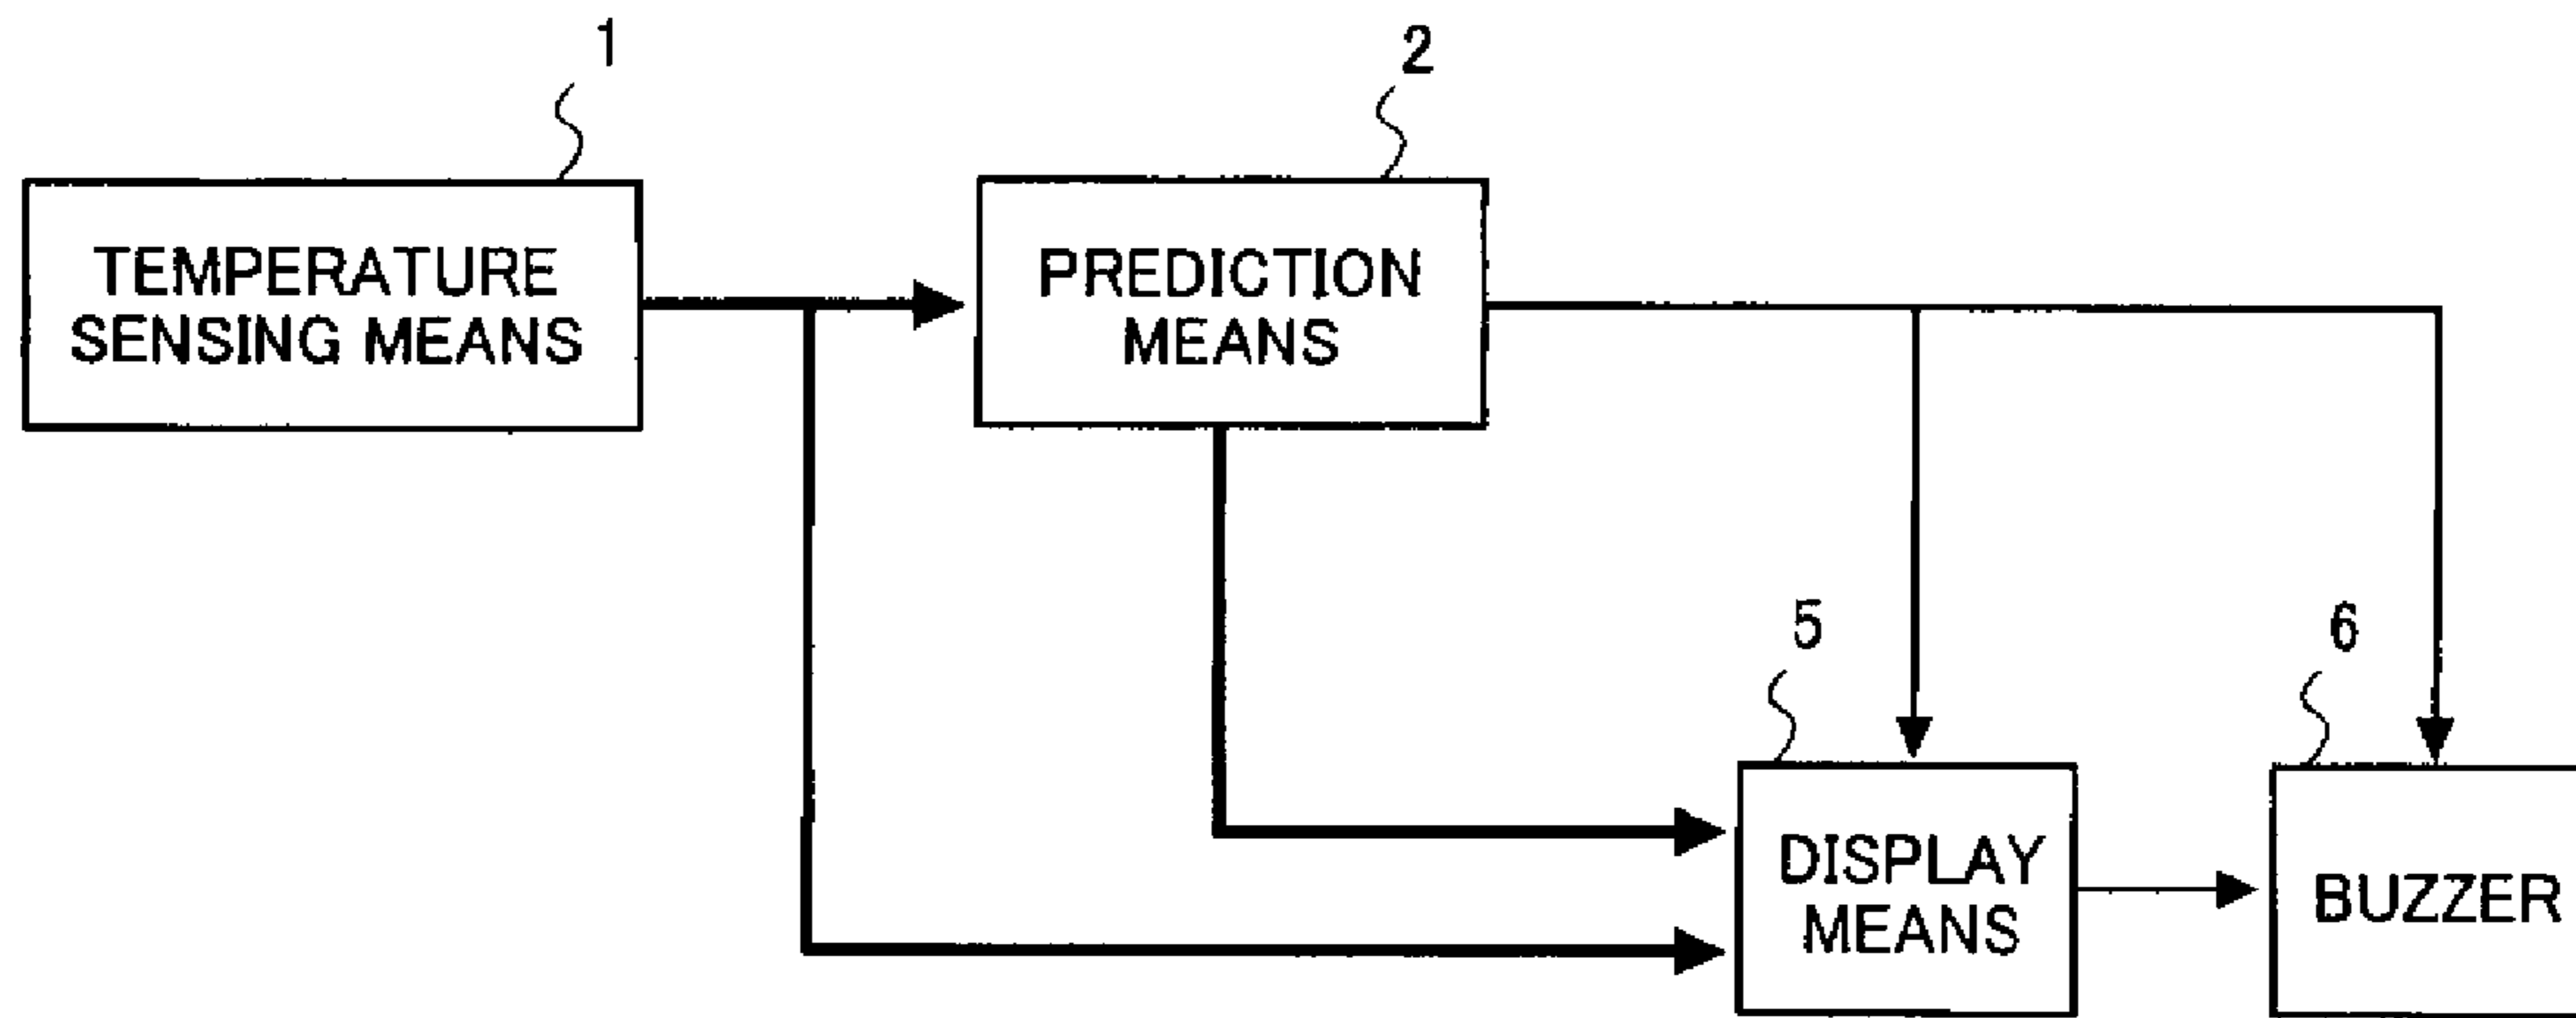 1
2
TEMPERATURE
SENSING MEANS
PREDICTION
MEANS
5
6
DISPLAY
MEANS
BUZZER